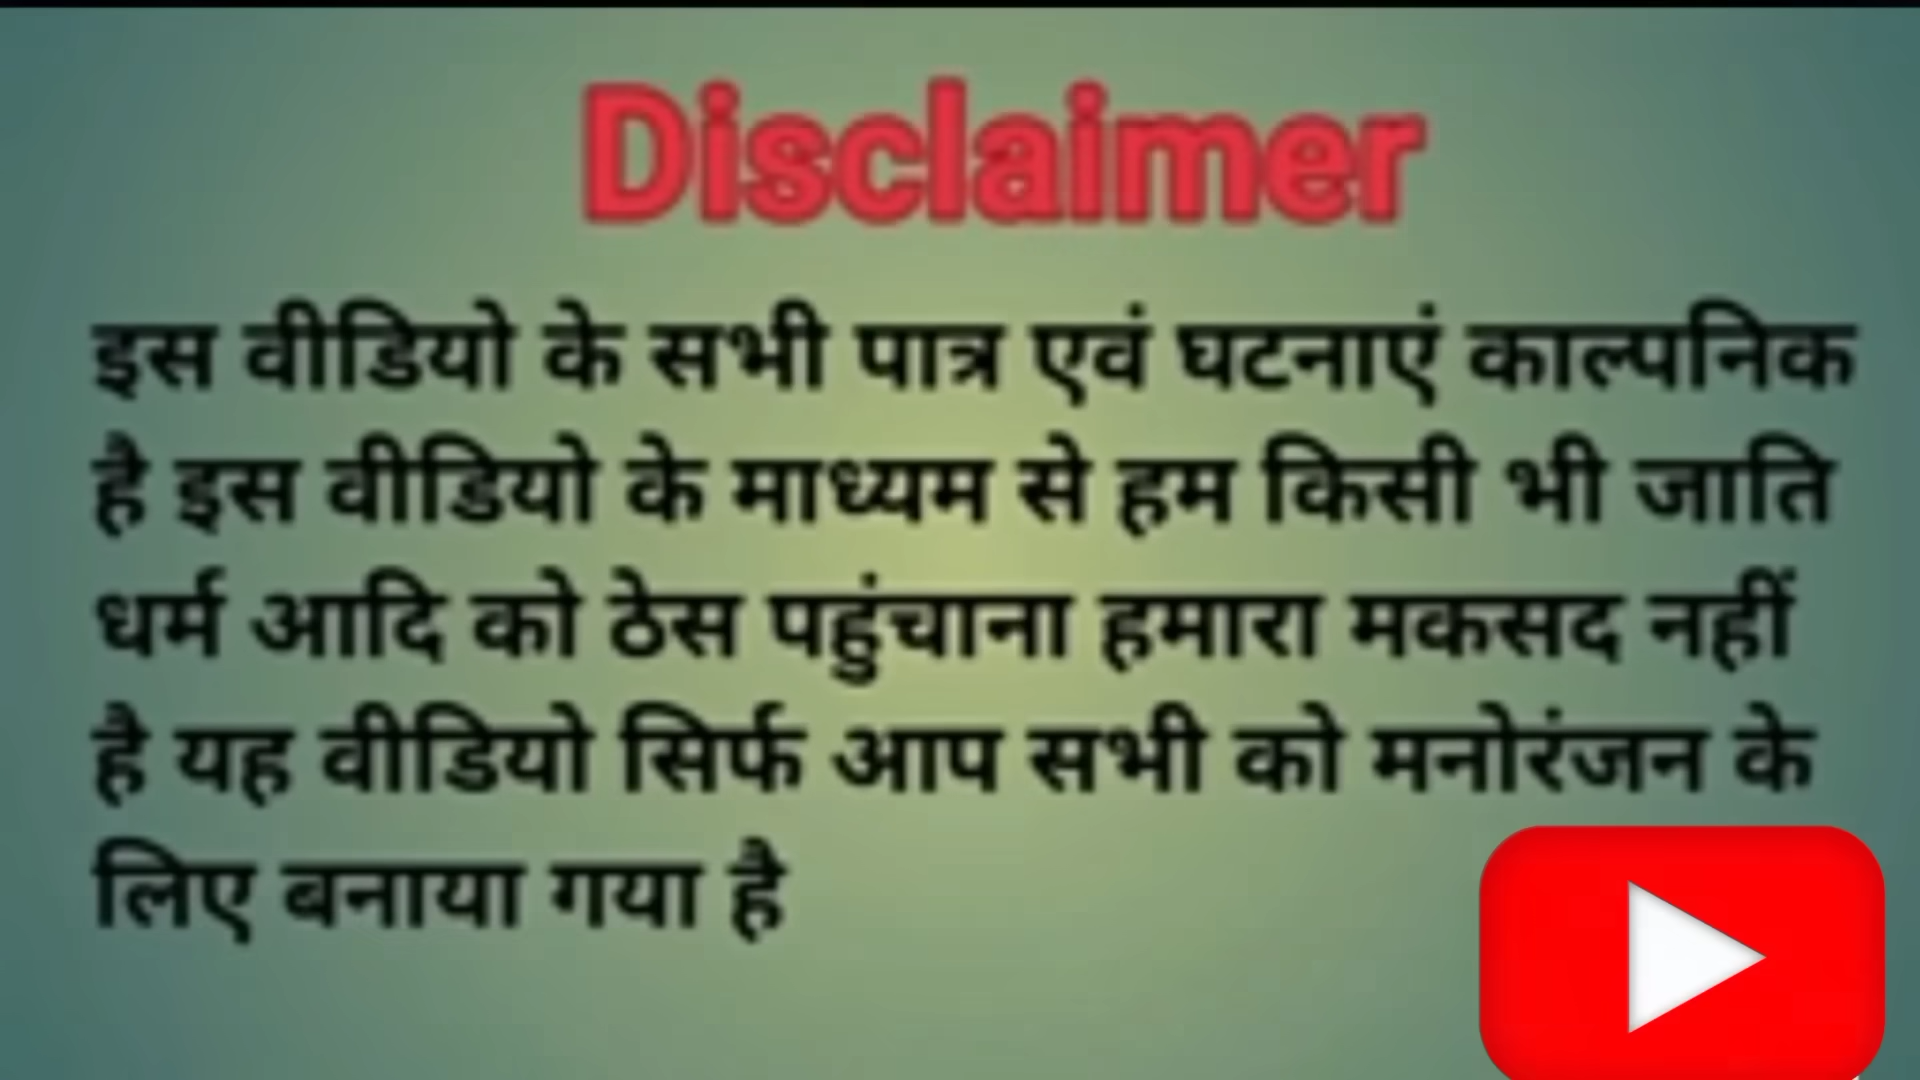 Disclaimer
इस वीडियो के सभी पात्र एवं घटनाएं काल्पनिक
है इस वीडियो के माध्यम से हम किसी भी जाति
धर्म आदि को ठेस पहुंचाना हमारा मकसद नहीं
है यह वीडियो सिर्फ आप सभी को मनोरंजन के
लिए बनाया गया है